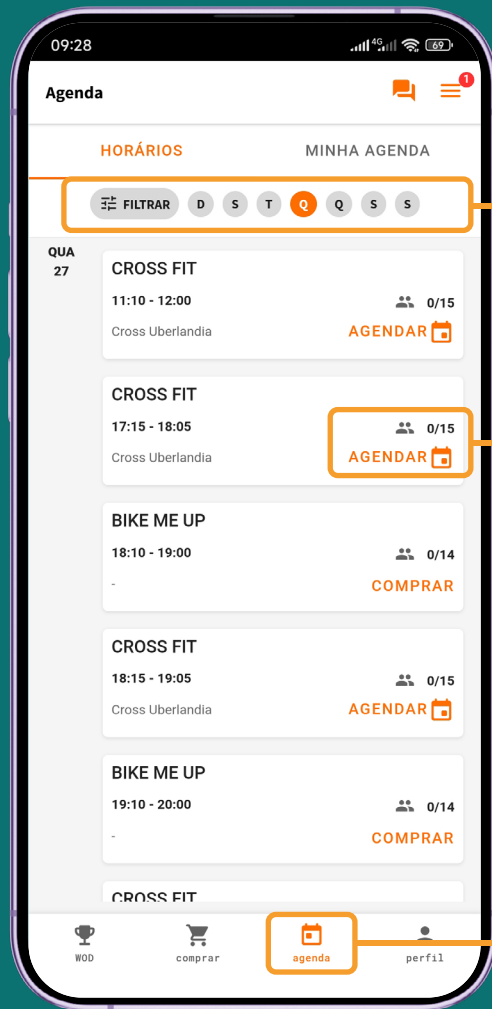 09:28 4G 69
Agenda 1
HORÁRIOS MINHA AGENDA
FILTRAR D S T Q Q S S
QUA
27
CROSS FIT
11:10 - 12:00 0/15
Cross Uberlandia AGENDAR
CROSS FIT
17:15 - 18:05 0/15
Cross Uberlandia AGENDAR
BIKE ME UP
18:10 - 19:00 0/14
- COMPRAR
CROSS FIT
18:15 - 19:05 0/15
Cross Uberlandia AGENDAR
BIKE ME UP
19:10 - 20:00 0/14
- COMPRAR
CROSS FIT
WOD comprar agenda perfil